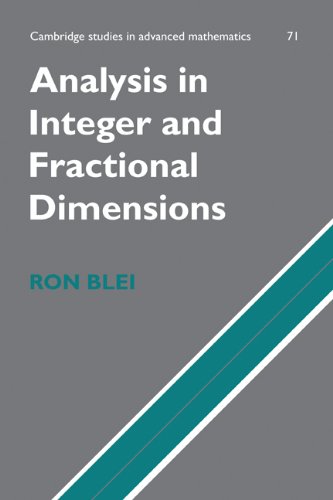 Cambridge studies in advanced mathematics 71
Analysis in
Integer and
Fractional
Dimensions
RON BLEI